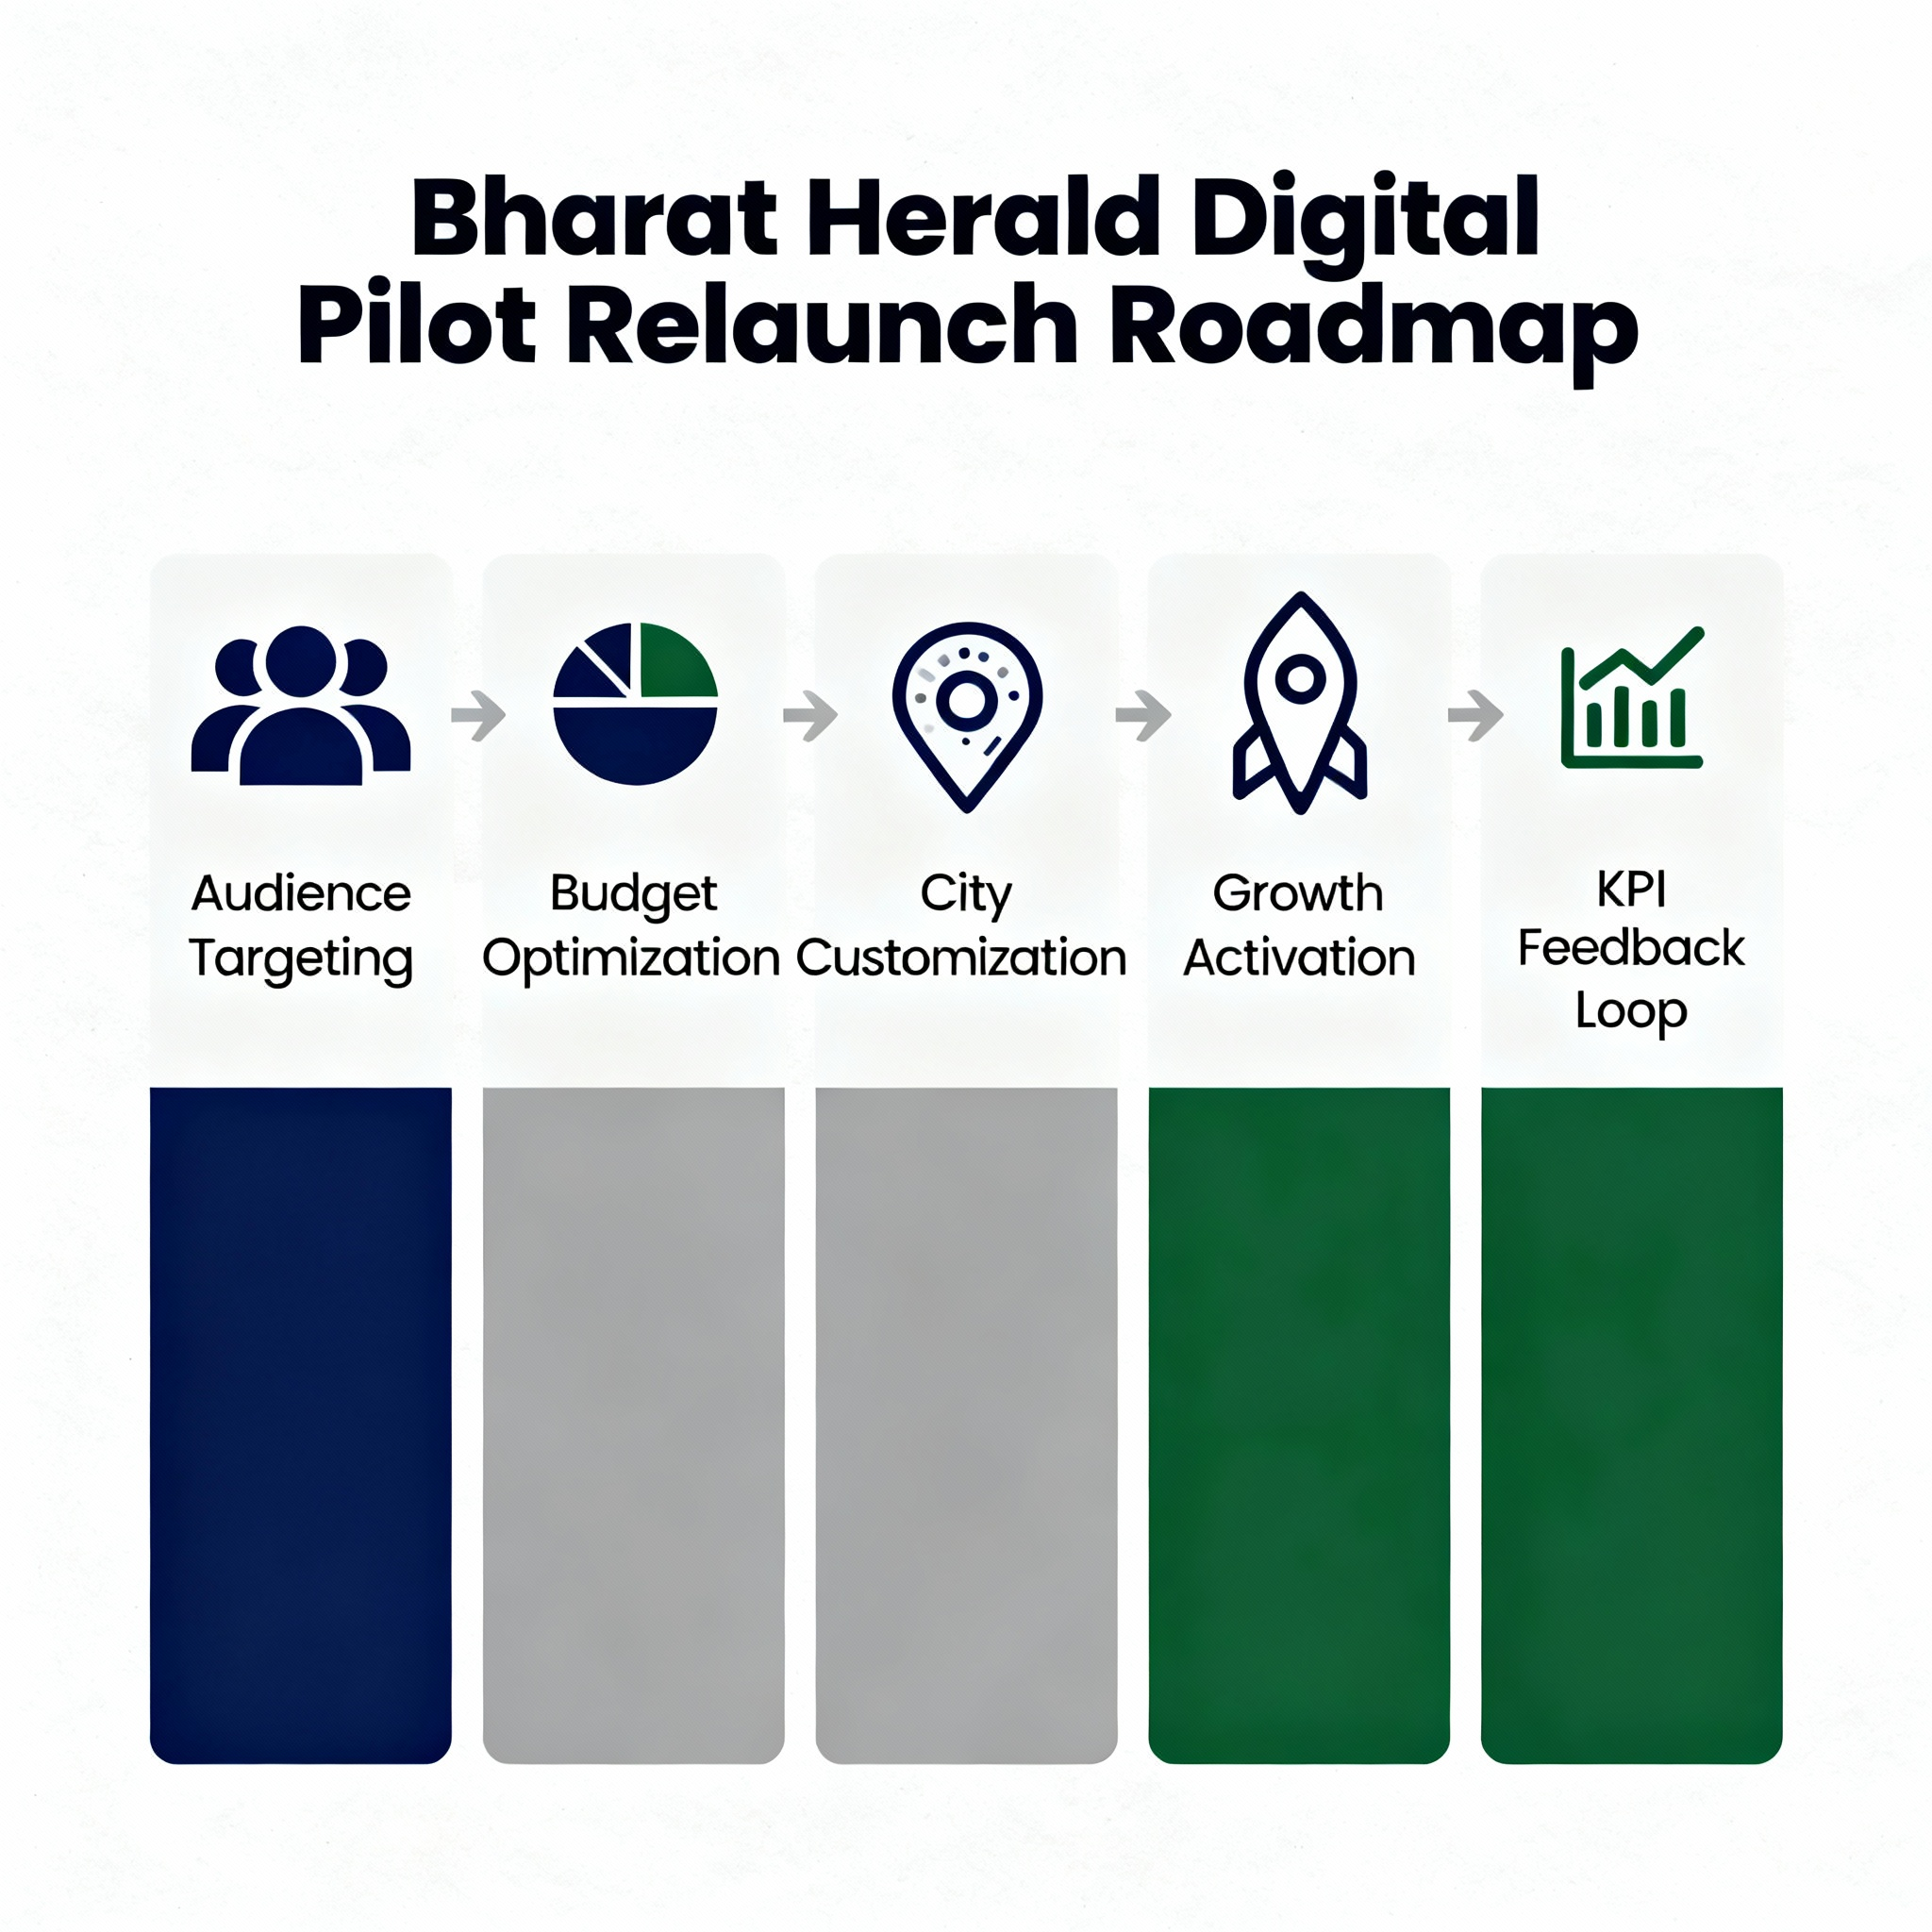 Bharat Herald Digital
Pilot Relaunch Roadmap
Audience
Targeting
Budget
Optimization
City
Customization
Growth
Activation
KPI
Feedback
Loop